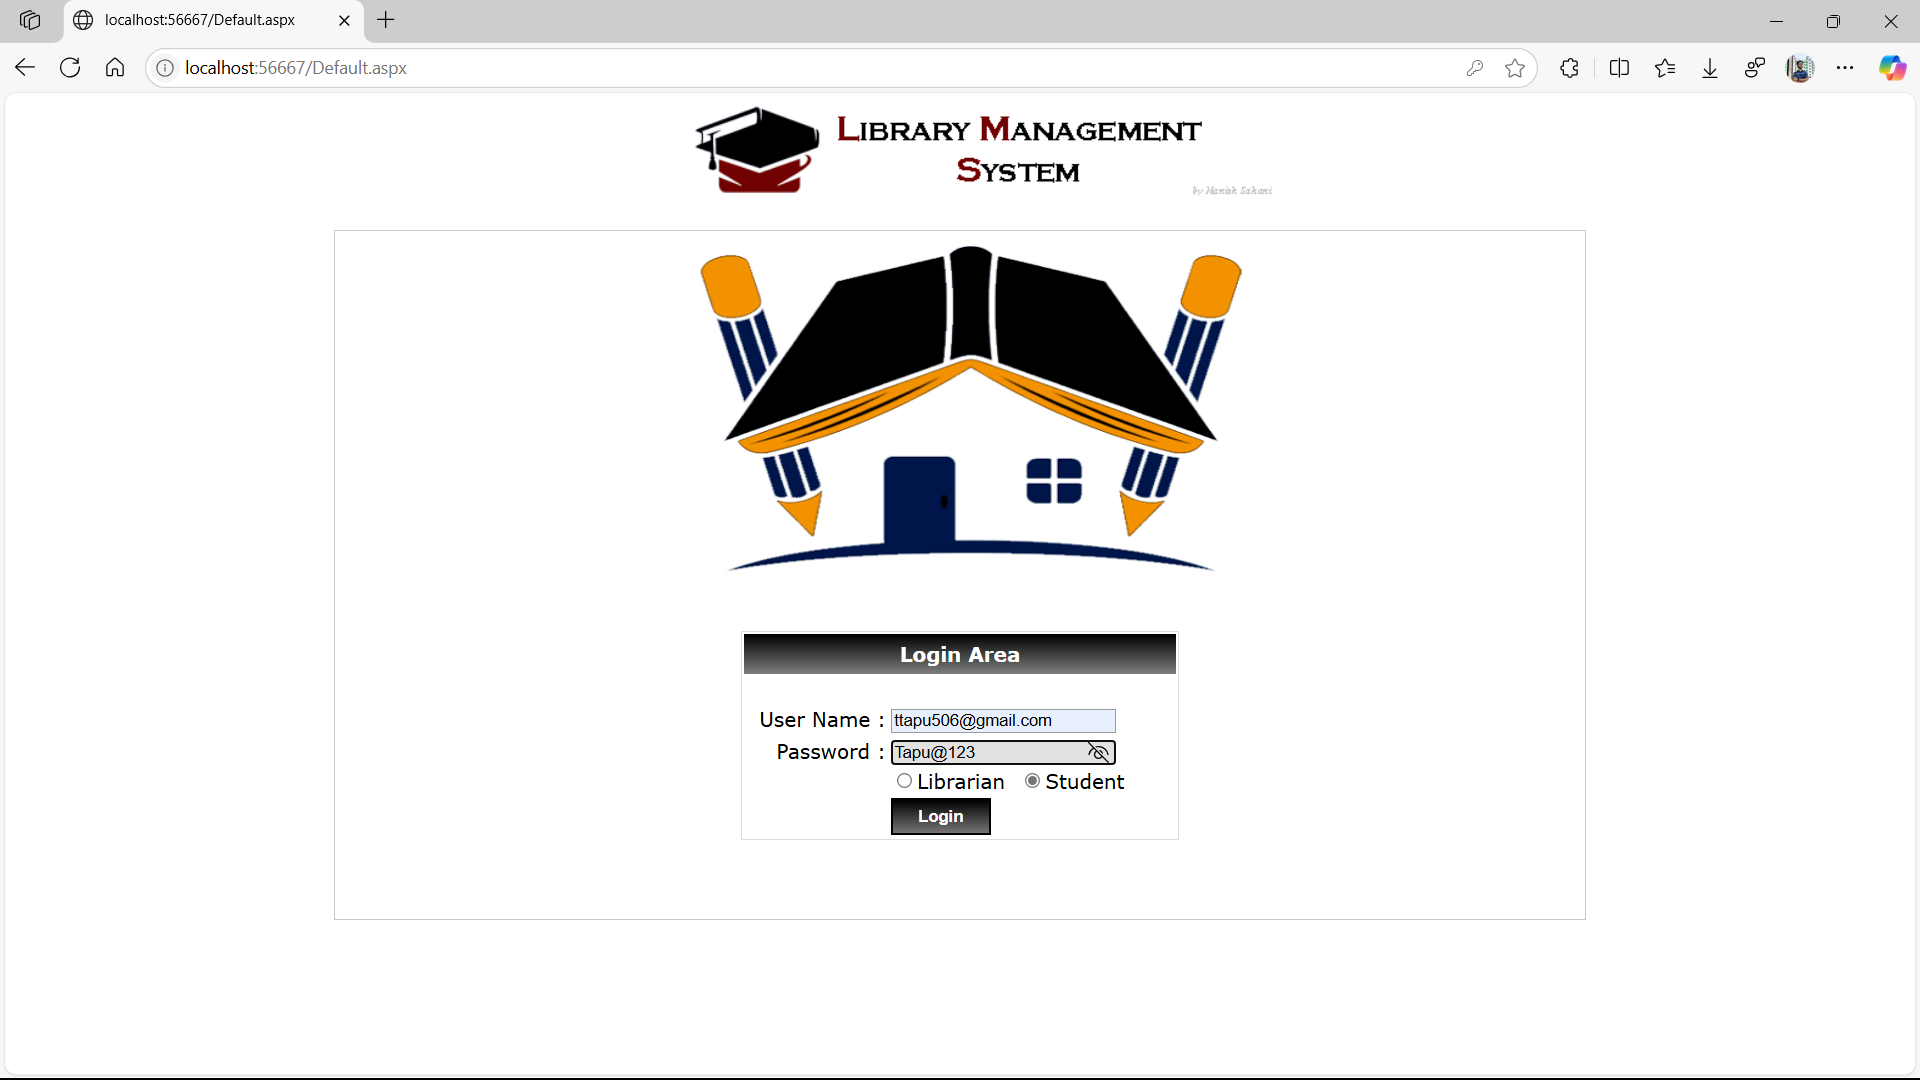 localhost:56667/Default.aspx
localhost:56667/Default.aspx
LIBRARY MANAGEMENT
SYSTEM
by Manish Sahani
Login Area
User Name : ttapu506@gmail.com
Password : Tapu@123
Librarian Student
Login